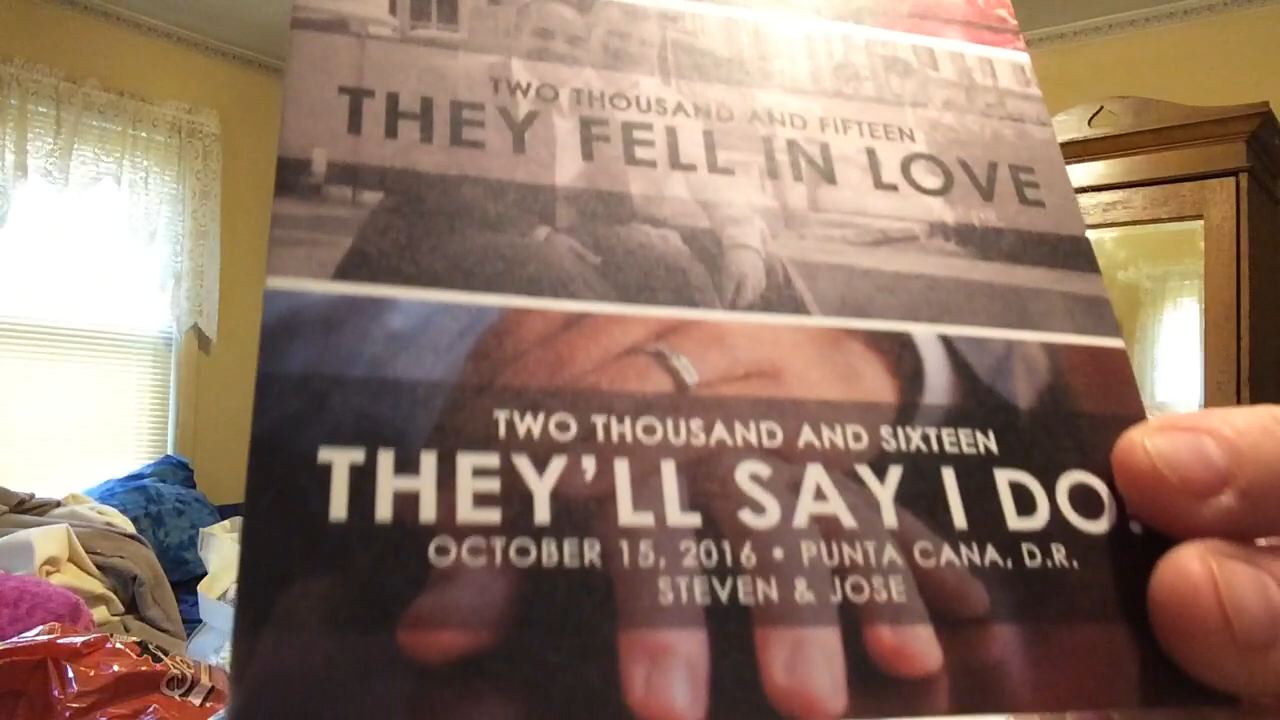 TWO THOUSAND AND FIFTEEN
THEY FELL IN LOVE
TWO THOUSAND AND SIXTEEN
THEY'LL SAY I DO.
OCTOBER 15, 2016 • PUNTA CANA, D.R.
STEVEN & JOSE